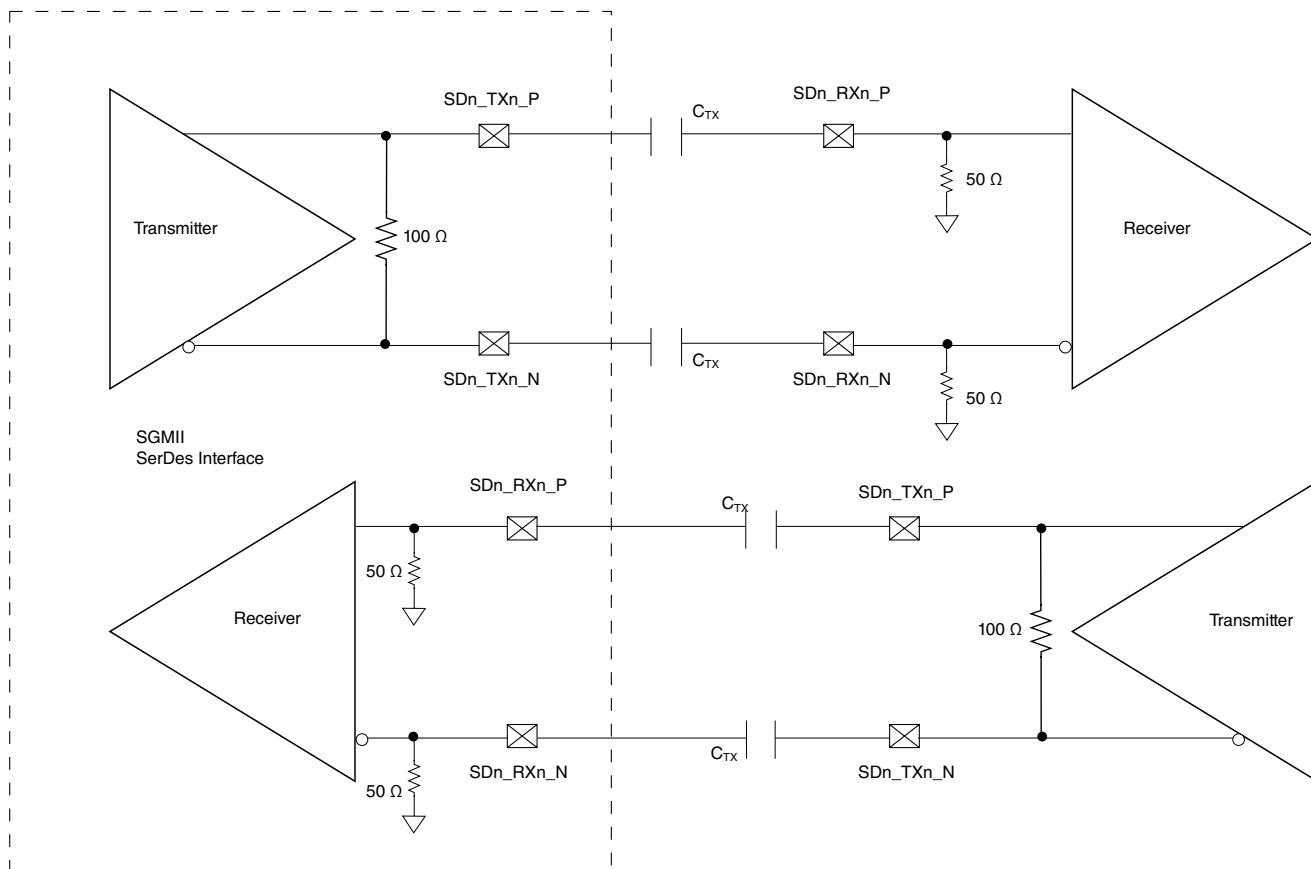 SDn_TXn_P
C_TX
SDn_RXn_P
50 Ω
Transmitter
100 Ω
Receiver
SDn_TXn_N
C_TX
SDn_RXn_N
50 Ω
SGMII
SerDes Interface
SDn_RXn_P
C_TX
SDn_TXn_P
50 Ω
Receiver
100 Ω
Transmitter
50 Ω
SDn_RXn_N
C_TX
SDn_TXn_N